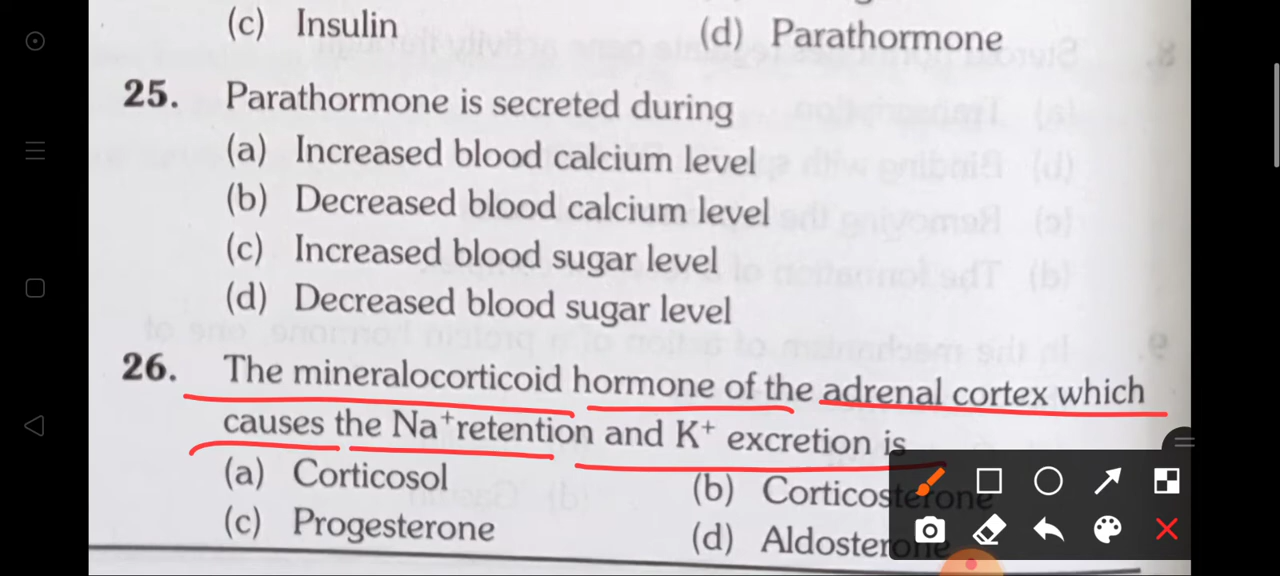 (c) Insulin
(d) Parathormone
25. Parathormone is secreted during
(a) Increased blood calcium level
(b) Decreased blood calcium level
(c) Increased blood sugar level
(d) Decreased blood sugar level
26. The mineralocorticoid hormone of the adrenal cortex which
causes the Na⁺ retention and K⁺ excretion is
(a) Corticosol
(b) Corticosterone
(c) Progesterone
(d) Aldosterone